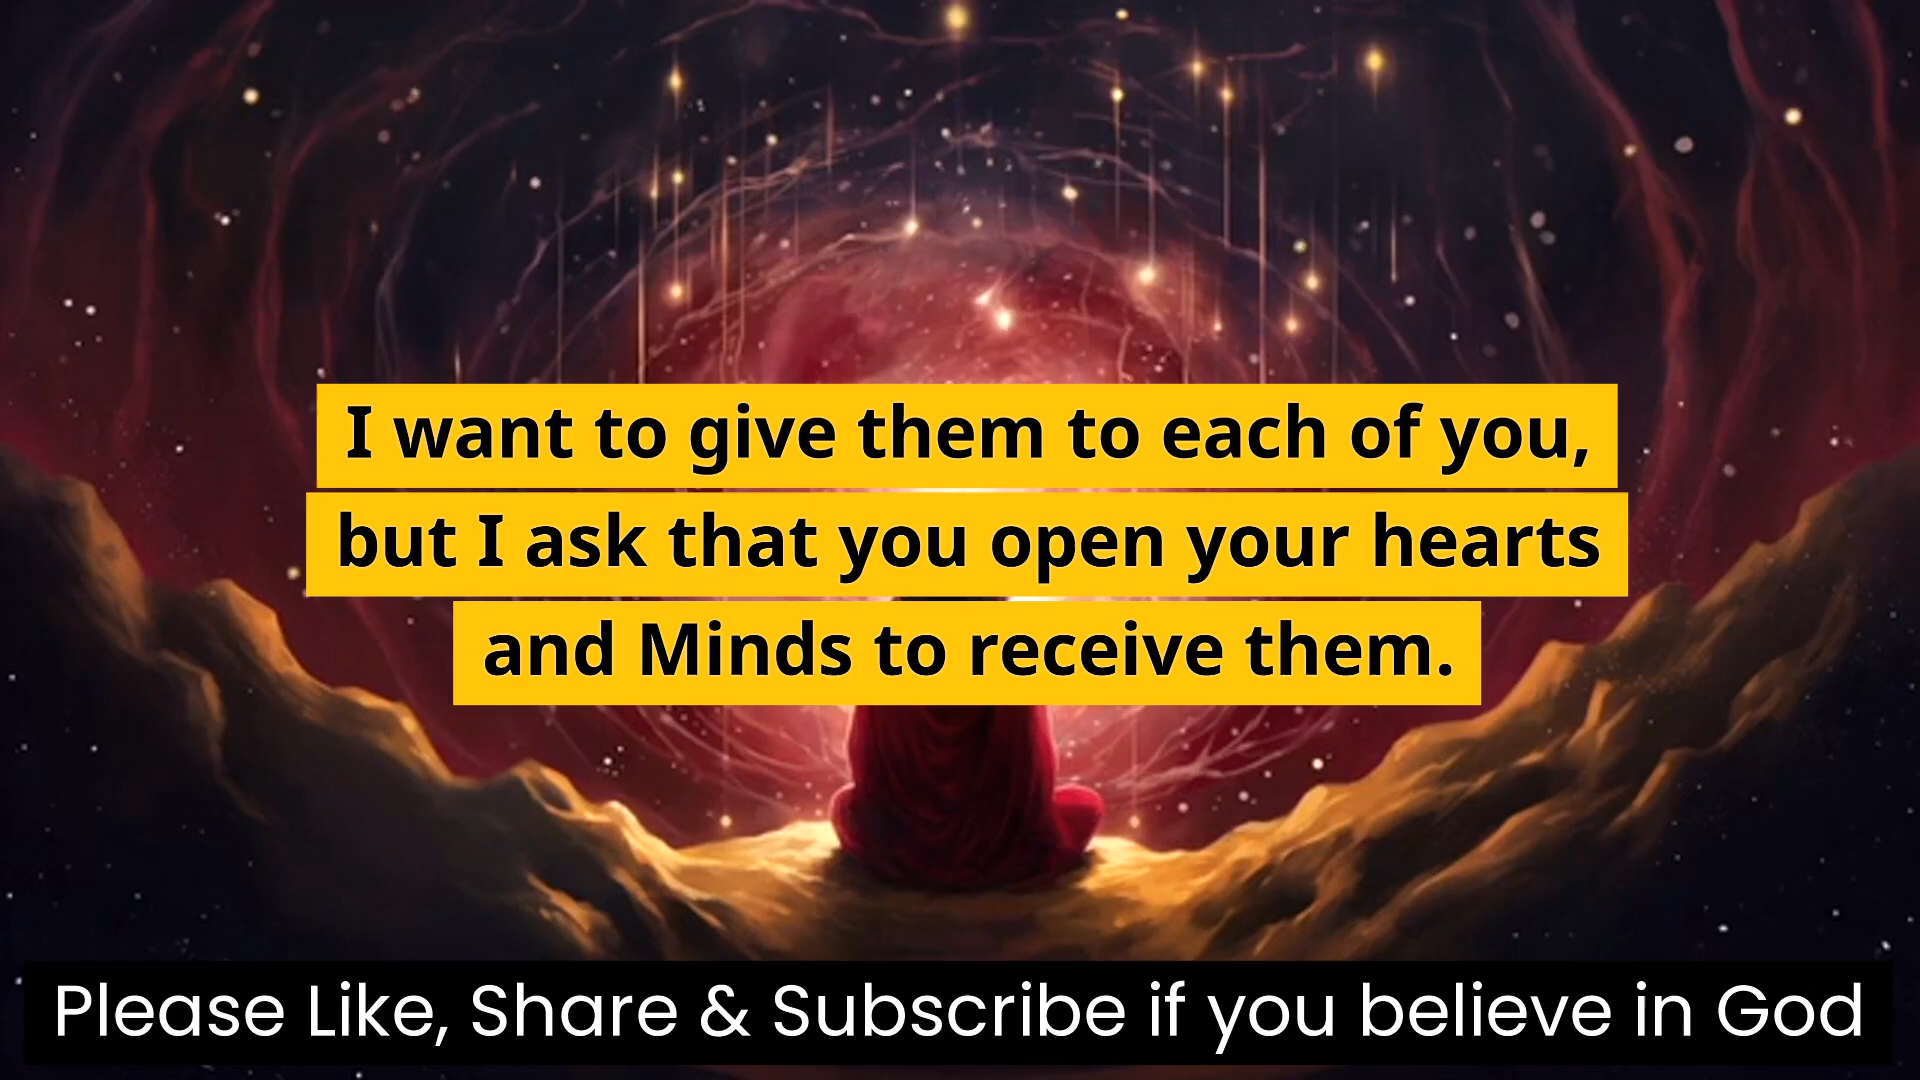 I want to give them to each of you,
but I ask that you open your hearts
and Minds to receive them.
Please Like, Share & Subscribe if you believe in God